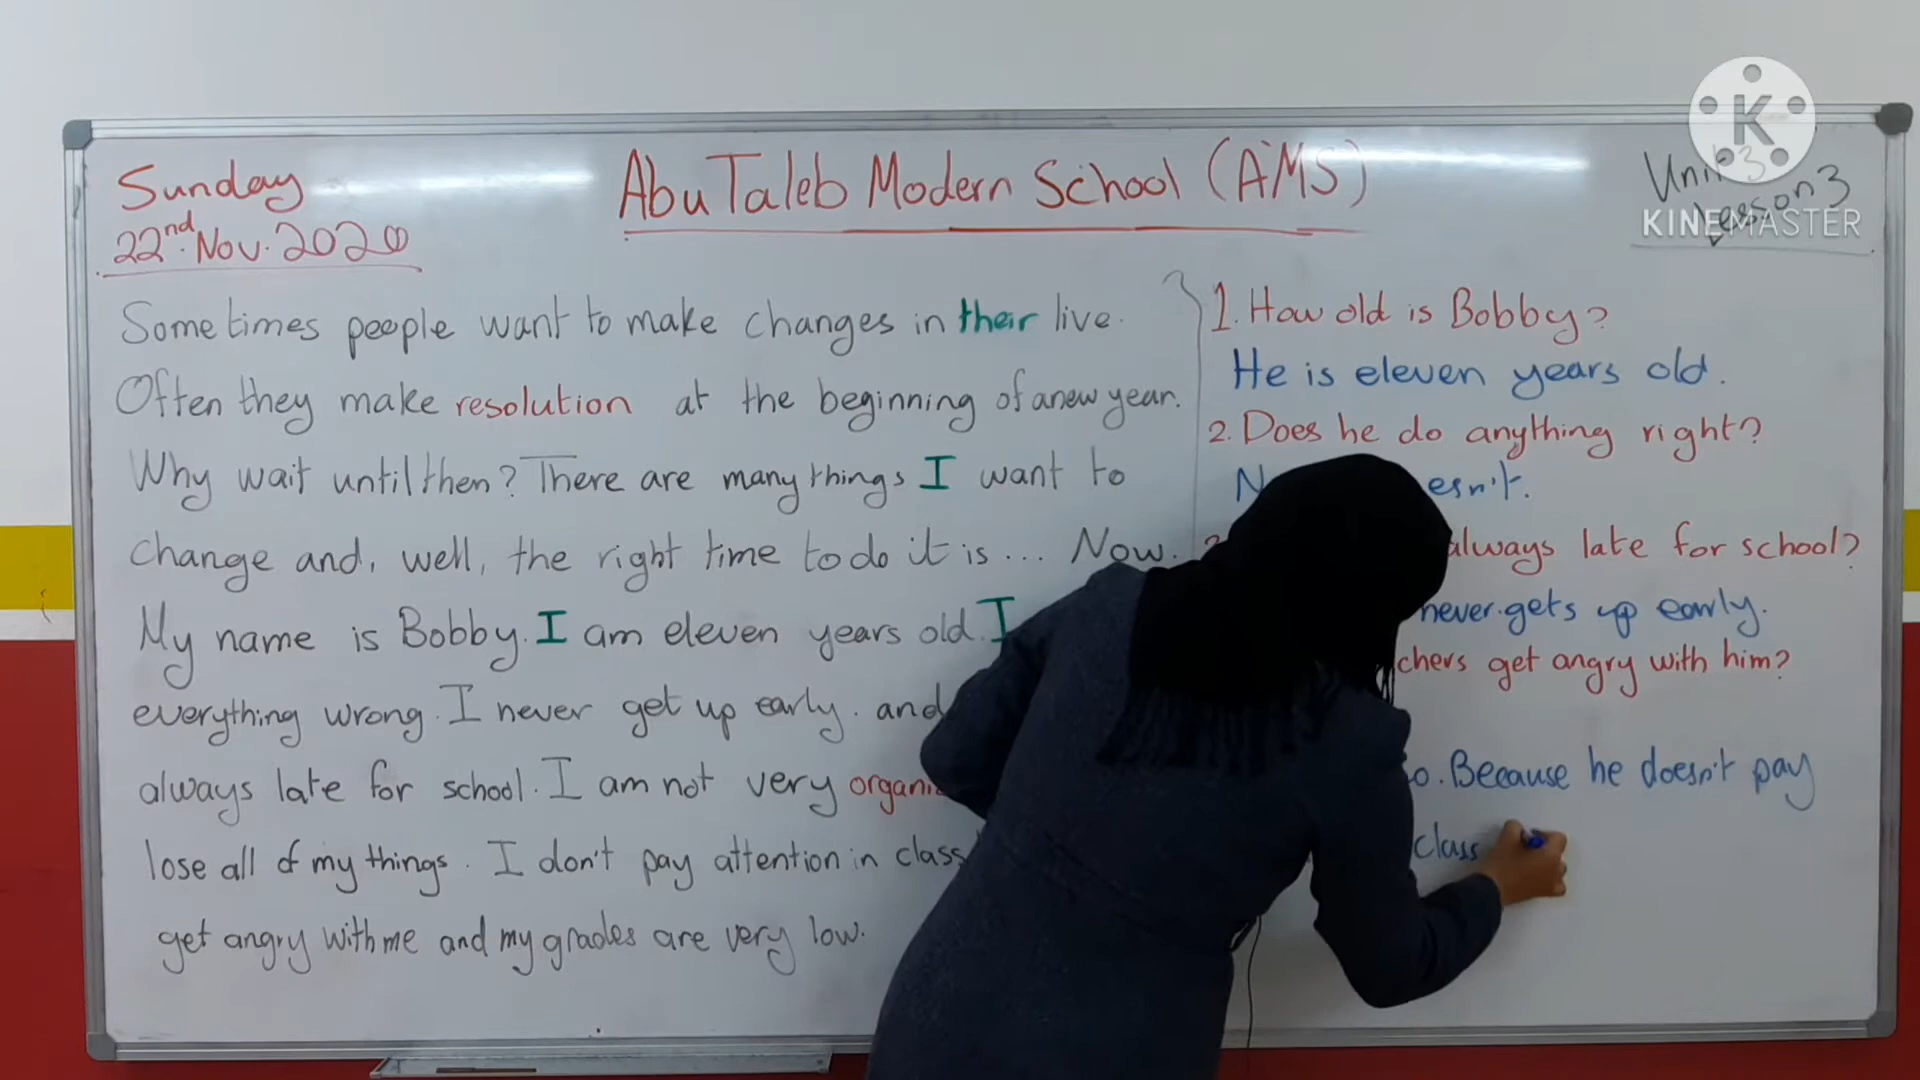 Sunday
22nd. Nov. 2020
Abu Taleb Modern School (AMS)
Unit 3
Lesson 3
K
KINEMASTER
Sometimes people want to make changes in their live.
Often they make resolution at the beginning of a new year.
Why wait until then? There are many things I want to
change and, well, the right time to do it is ... Now.
My name is Bobby. I am eleven years old. I
everything wrong. I never get up early. and
always late for school. I am not very
lose all of my things. I don't pay attention in class
get angry with me and my grades are very low.
1. How old is Bobby?
He is eleven years old.
2. Does he do anything right?
always late for school?
never gets up early.
get angry with him?
Because he doesn't pay
class